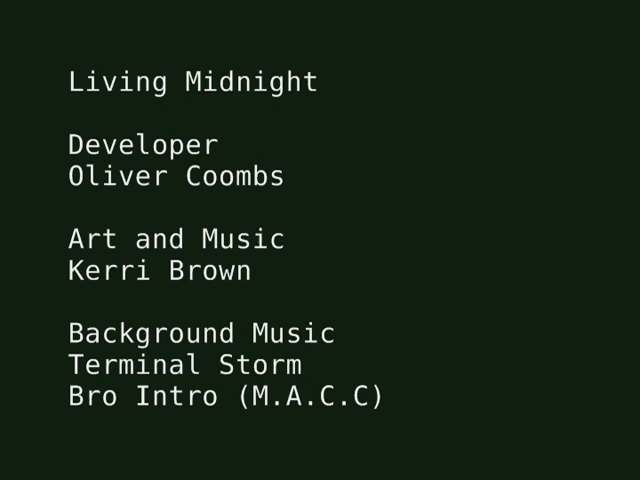 Living Midnight
Developer
Oliver Coombs
Art and Music
Kerri Brown
Background Music
Terminal Storm
Bro Intro (M.A.C.C)